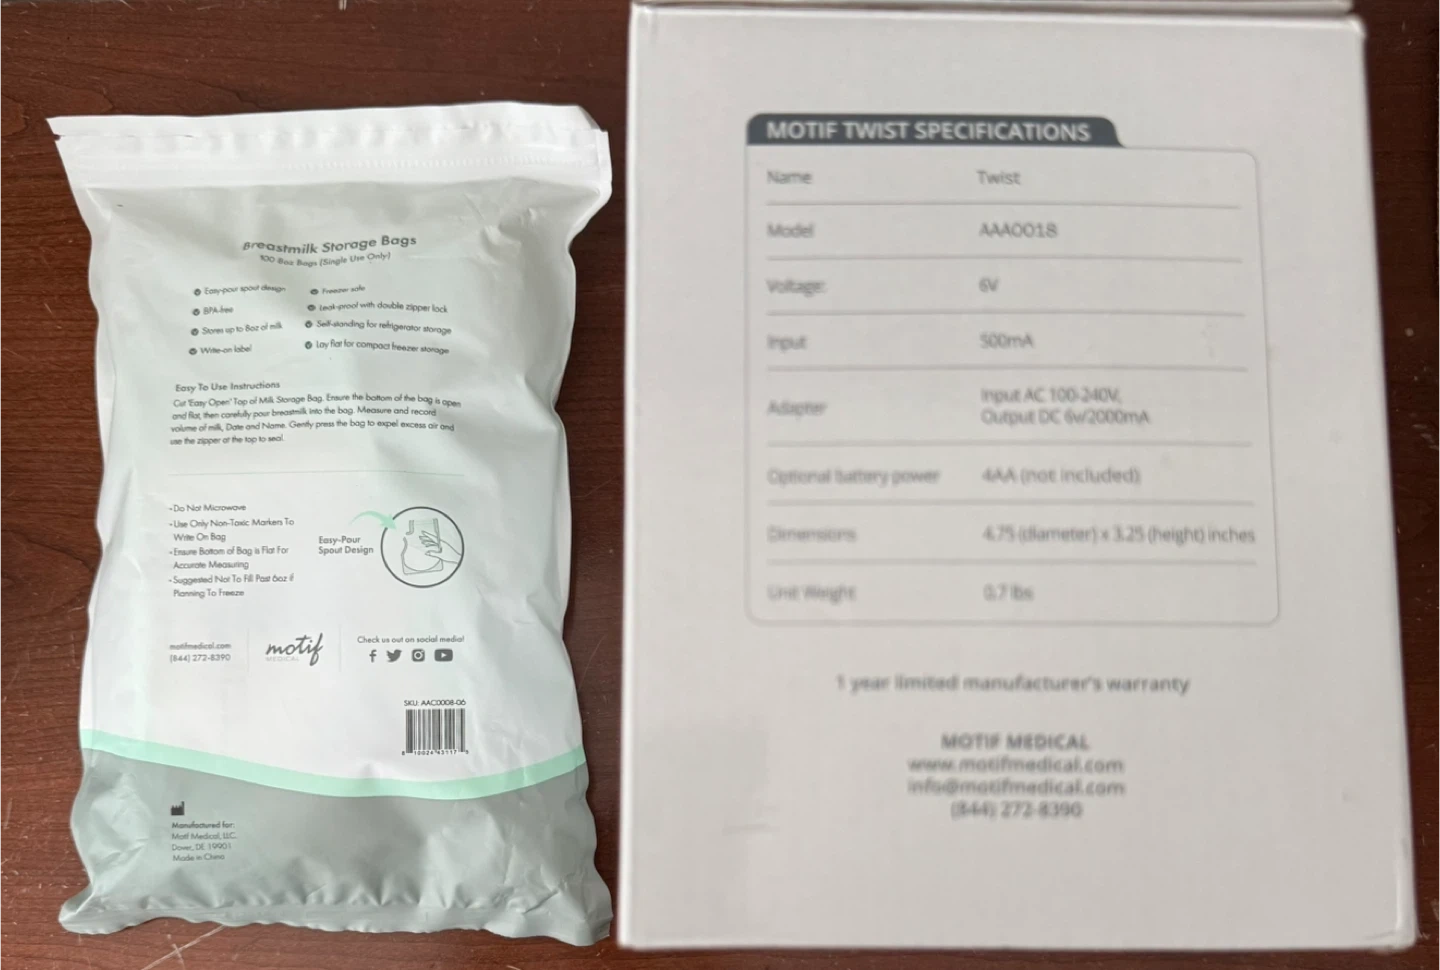 Breastmilk Storage Bags
100 8oz Bags (Single Use Only)
Easy-pour spout design
BPA-free
Stores up to 8oz of milk
Write-on label
Freezer safe
Leak-proof with double zipper lock
Self-standing for refrigerator storage
Lay flat for compact freezer storage
Easy To Use Instructions
Cut 'Easy Open' Top of Milk Storage Bag. Ensure the bottom of the bag is open
and flat, then carefully pour breastmilk into the bag. Measure and record
volume of milk, Date and Name. Gently press the bag to expel excess air and
use the zipper at the top to seal.
- Do Not Microwave
- Use Only Non-Toxic Markers To
Write On Bag
- Ensure Bottom of Bag is Flat For
Accurate Measuring
- Suggested Not To Fill Past 6oz if
Planning To Freeze
Easy-Pour
Spout Design
motifmedical.com
(844) 272-8390
motif
MEDICAL
Check us out on social media!
SKU: AAC0008-06
8 10024 43117 5
Manufactured for:
Motif Medical, LLC.
Dover, DE 19901
Made in China
MOTIF TWIST SPECIFICATIONS
Name Twist
Model AAA0018
Voltage: 6V
Input 500mA
Adapter Input AC 100-240V,
Output DC 6v/2000mA
Optional battery power 4AA (not included)
Dimensions 4.75 (diameter) x 3.25 (height) inches
Unit Weight 0.7 lbs
1 year limited manufacturer's warranty
MOTIF MEDICAL
www.motifmedical.com
info@motifmedical.com
(844) 272-8390